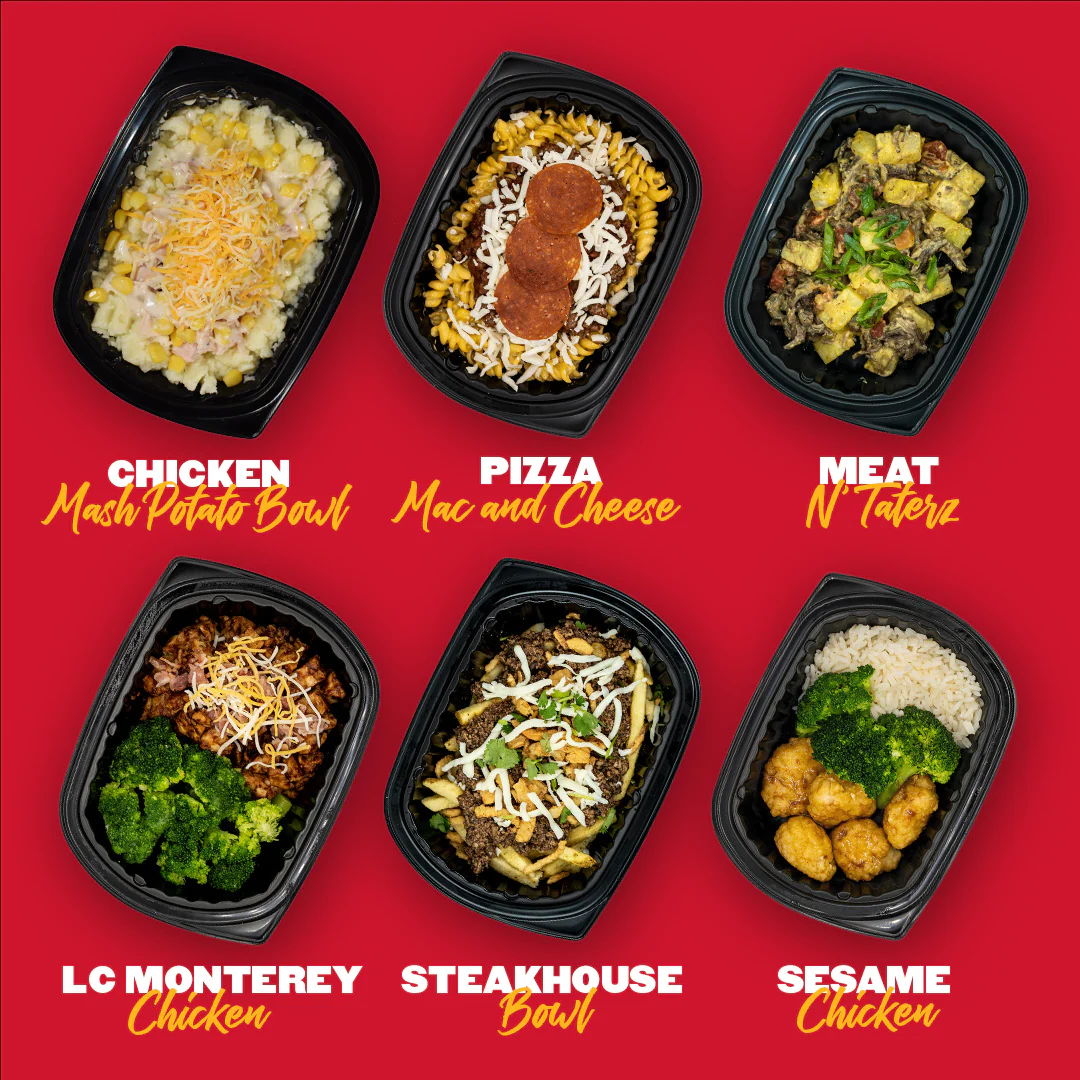 CHICKEN
Mash Potato Bowl
PIZZA
Mac and Cheese
MEAT
N' Taterz
LC MONTEREY
Chicken
STEAKHOUSE
Bowl
SESAME
Chicken